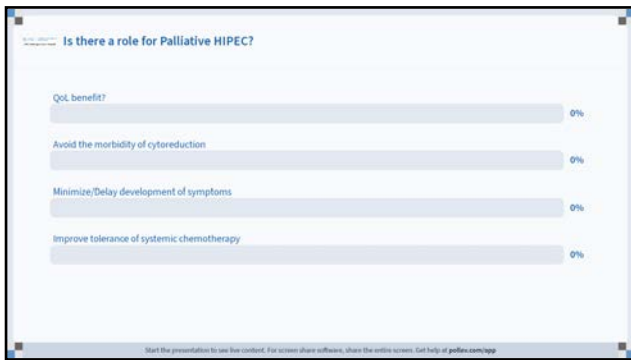 Is there a role for Palliative HIPEC?
QoL benefit?
0%
Avoid the morbidity of cytoreduction
0%
Minimize/Delay development of symptoms
0%
Improve tolerance of systemic chemotherapy
0%
Start the presentation to see live content. For screen share software, share the entire screen. Get help at pollev.com/app